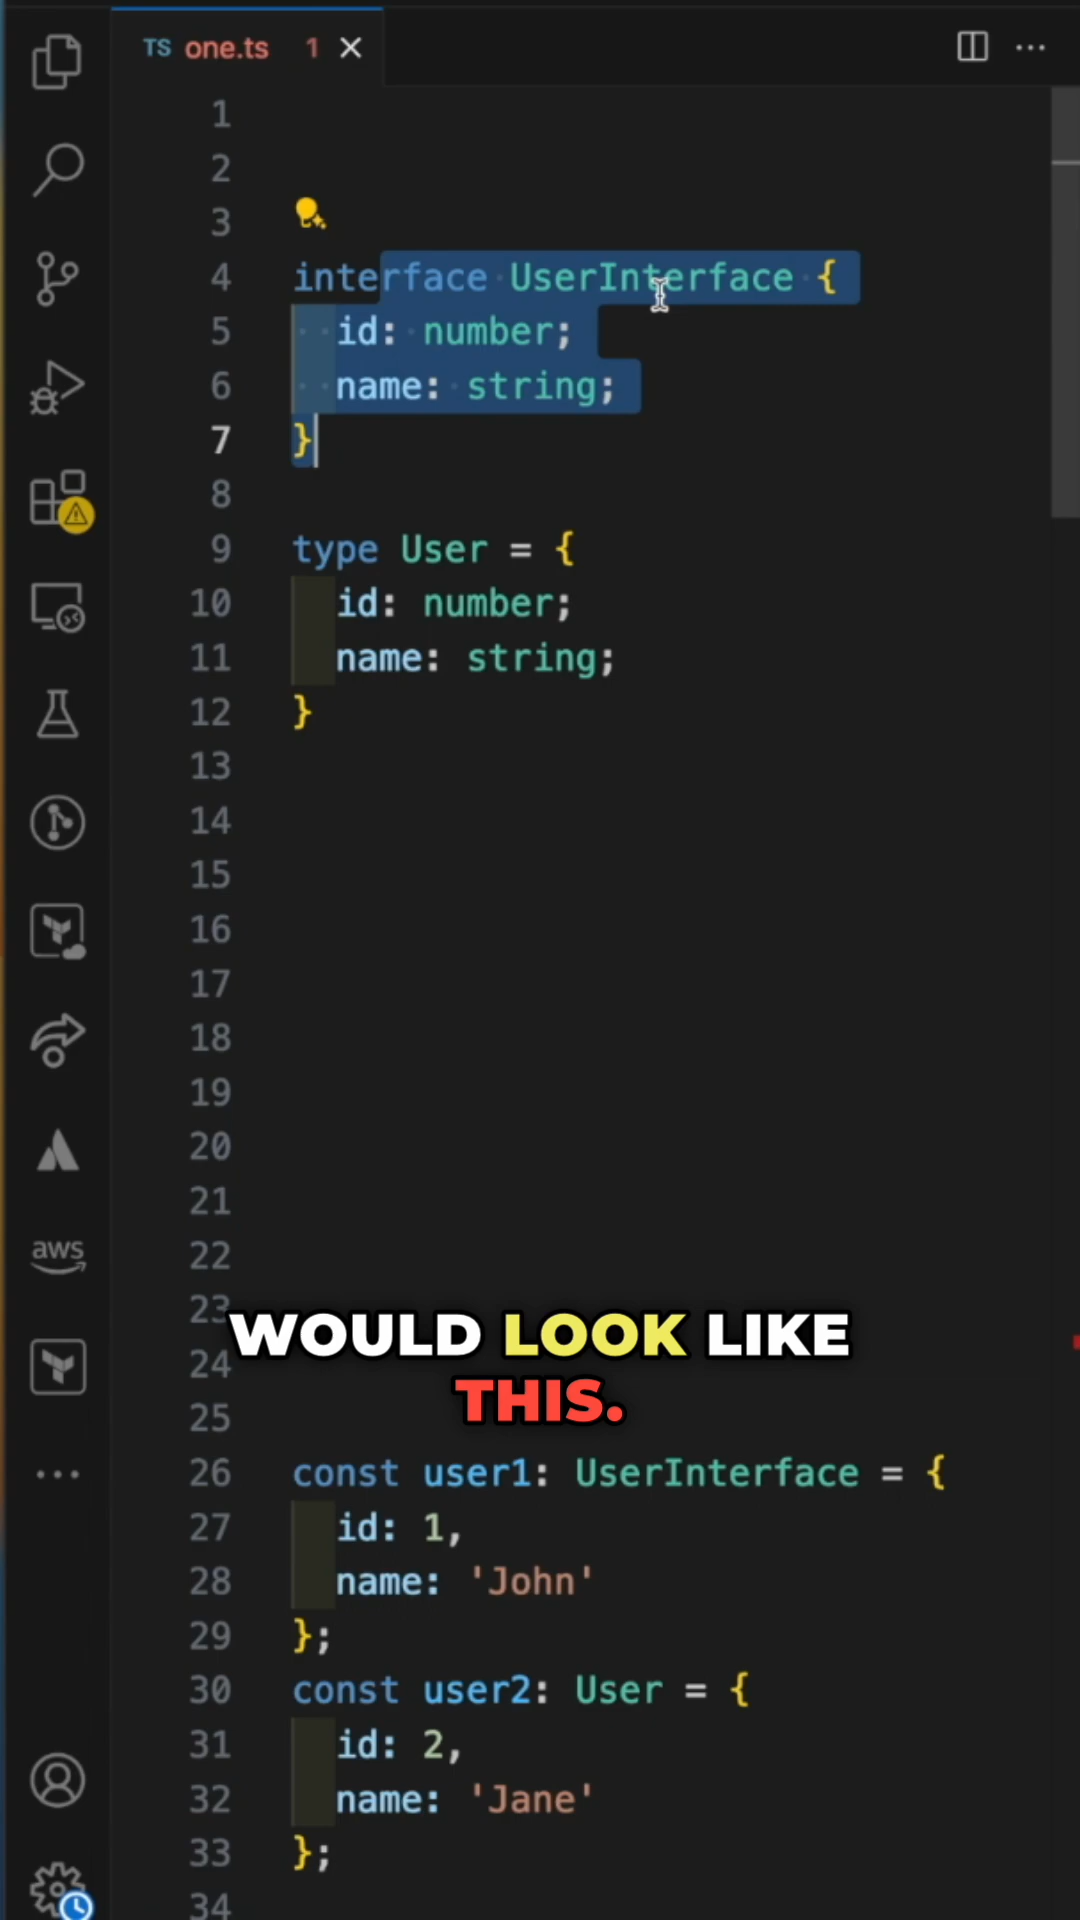 TS one.ts 1
1
2
3
4 interface UserInterface {
5 id: number;
6 name: string;
7 }
8
9 type User = {
10 id: number;
11 name: string;
12 }
13
14
15
16
17
18
19
20
21
22
aws
23
WOULD LOOK LIKE
24
THIS.
25
26 const user1: UserInterface = {
27 id: 1,
28 name: 'John'
29 };
30 const user2: User = {
31 id: 2,
32 name: 'Jane'
33 };
34